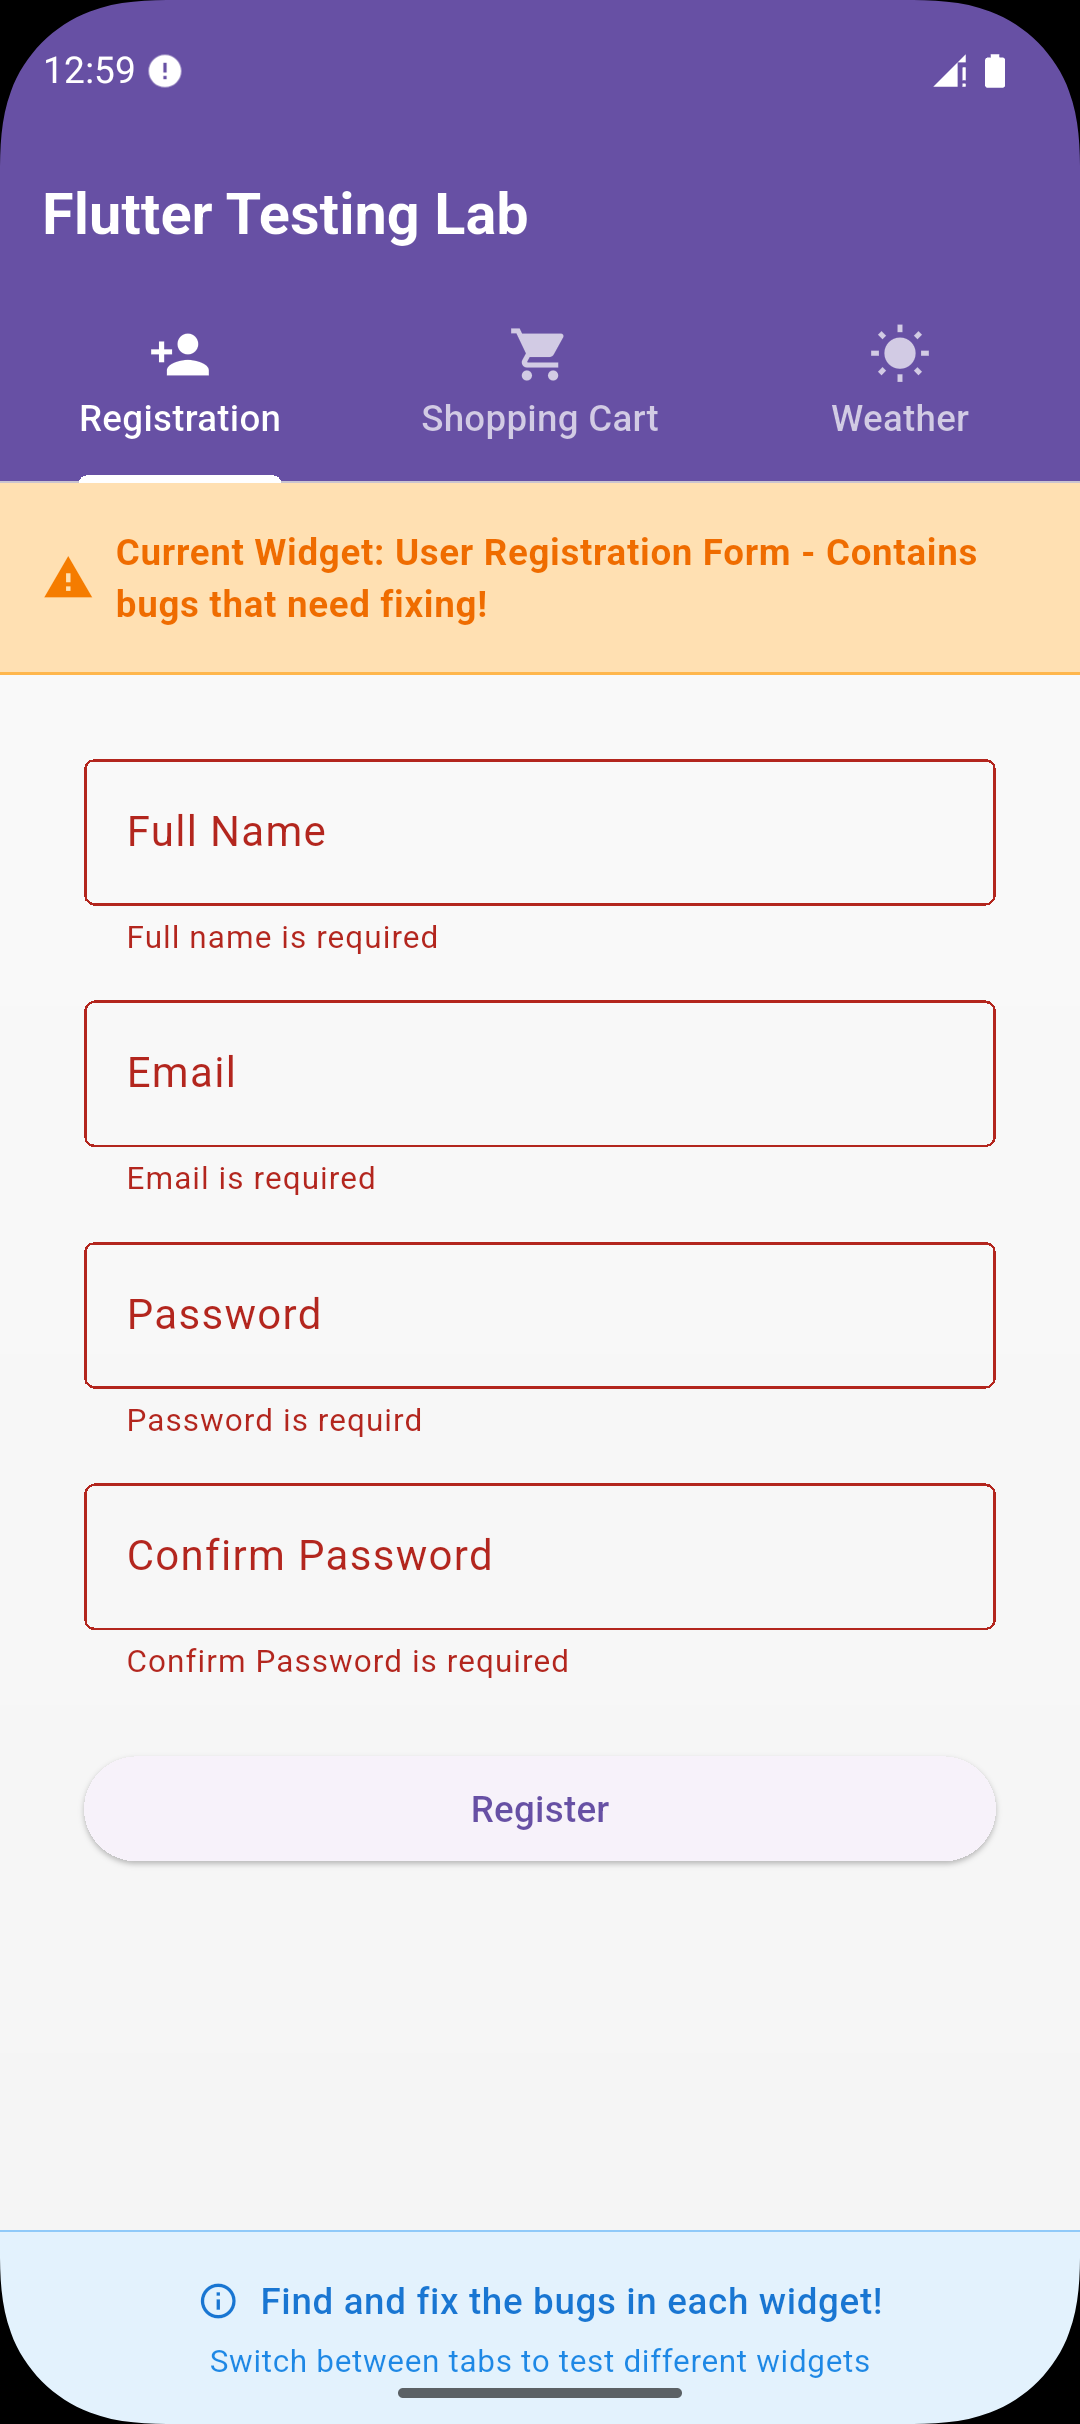 12:59
Flutter Testing Lab
Registration
Shopping Cart
Weather
Current Widget: User Registration Form - Contains
bugs that need fixing!
Full Name
Full name is required
Email
Email is required
Password
Password is requird
Confirm Password
Confirm Password is required
Register
Find and fix the bugs in each widget!
Switch between tabs to test different widgets